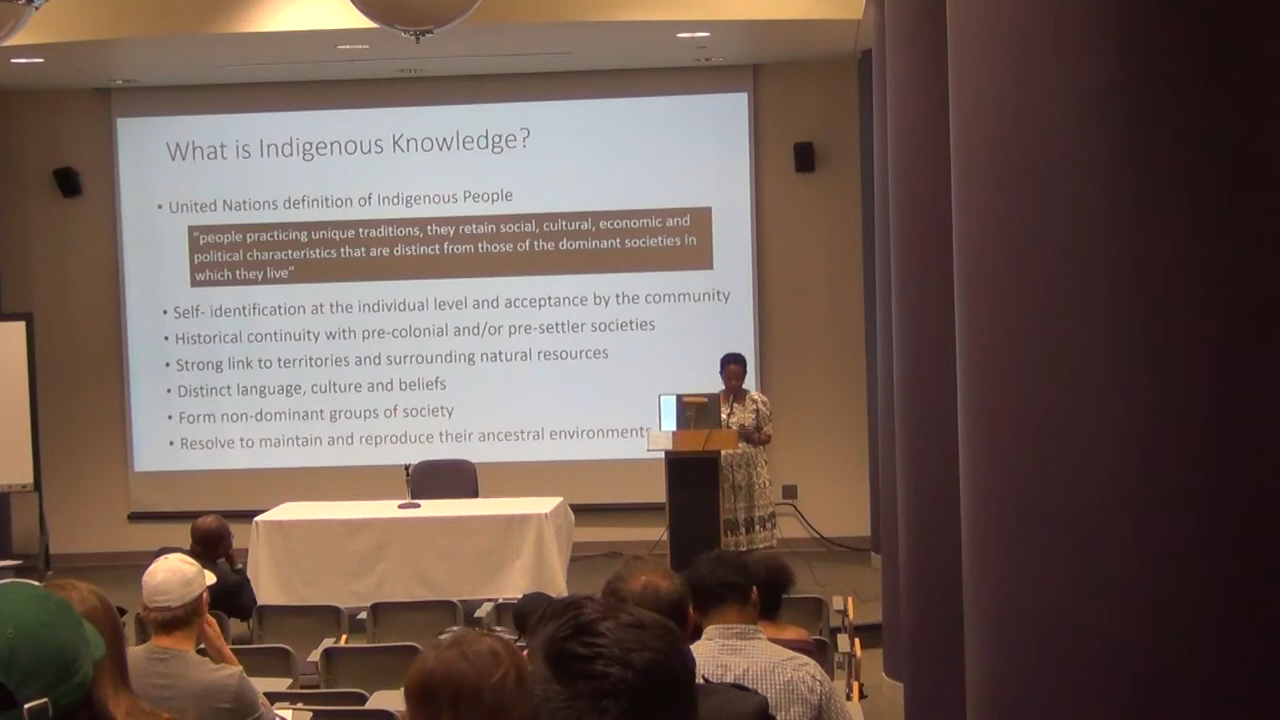 What is Indigenous Knowledge?
• United Nations definition of Indigenous People
“people practicing unique traditions, they retain social, cultural, economic and
political characteristics that are distinct from those of the dominant societies in
which they live”
• Self- identification at the individual level and acceptance by the community
• Historical continuity with pre-colonial and/or pre-settler societies
• Strong link to territories and surrounding natural resources
• Distinct language, culture and beliefs
• Form non-dominant groups of society
• Resolve to maintain and reproduce their ancestral environments